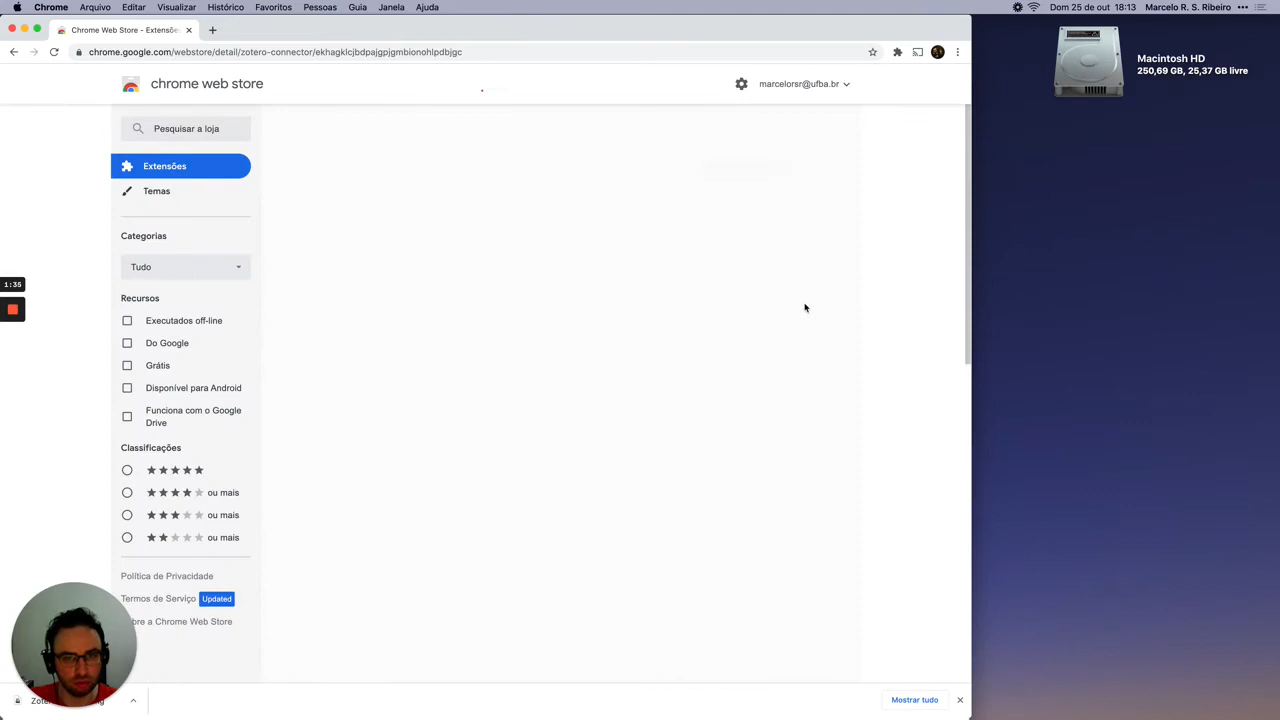 Chrome Arquivo Editar Visualizar Histórico Favoritos Pessoas Guia Janela Ajuda Dom 25 de out 18:13 Marcelo R. S. Ribeiro
Chrome Web Store - Extensõe
chrome.google.com/webstore/detail/zotero-connector/ekhagklcjbdpajgpjgmbionohlpdbjgc
Macintosh HD
250,69 GB, 25,37 GB livre
chrome web store
marcelorsr@ufba.br
Pesquisar a loja
Extensões
Temas
Categorias
Tudo
1:35
Recursos
Executados off-line
Do Google
Grátis
Disponível para Android
Funciona com o Google
Drive
Classificações
ou mais
ou mais
ou mais
Política de Privacidade
Termos de Serviço Updated
bre a Chrome Web Store
Mostrar tudo